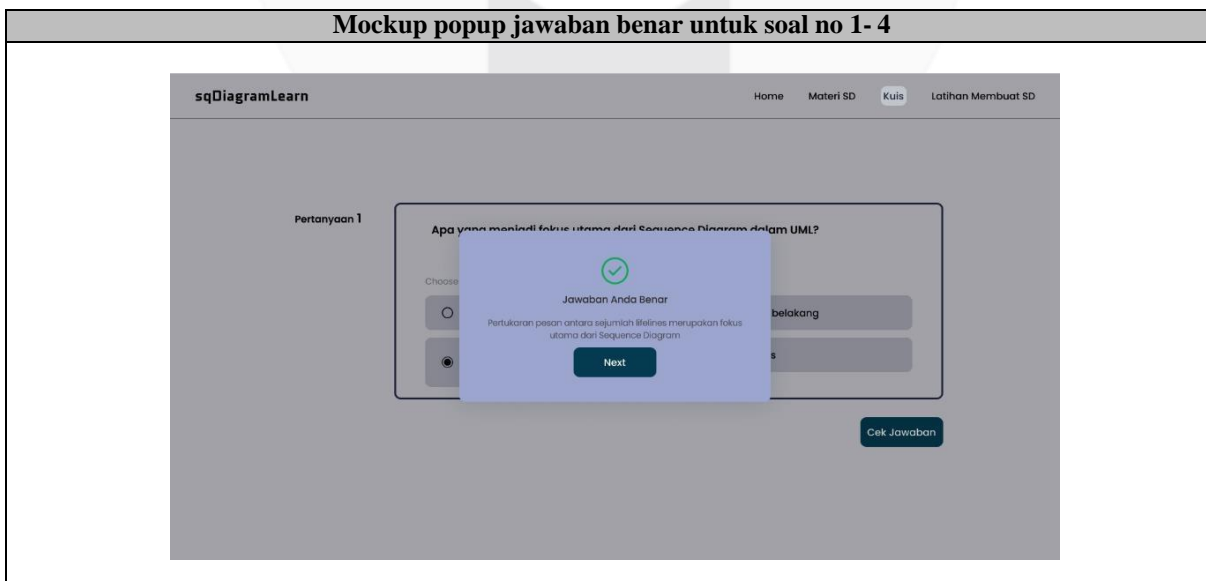 Mockup popup jawaban benar untuk soal no 1- 4
sqDiagramLearn
Home Materi SD Kuis Latihan Membuat SD
Pertanyaan 1
Apa yang menjadi fokus utama dari Sequence Diagram dalam UML?
Choose
Jawaban Anda Benar
belakang
Pertukaran pesan antara sejumlah lifelines merupakan fokus
utama dari Sequence Diagram
s
Next
Cek Jawaban